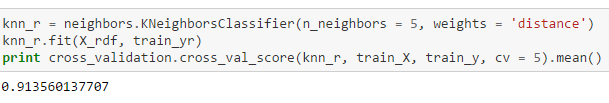 knn_r = neighbors.KNeighborsClassifier(n_neighbors = 5, weights = 'distance')
knn_r.fit(X_rdf, train_yr)
print cross_validation.cross_val_score(knn_r, train_X, train_y, cv = 5).mean()
0.913560137707